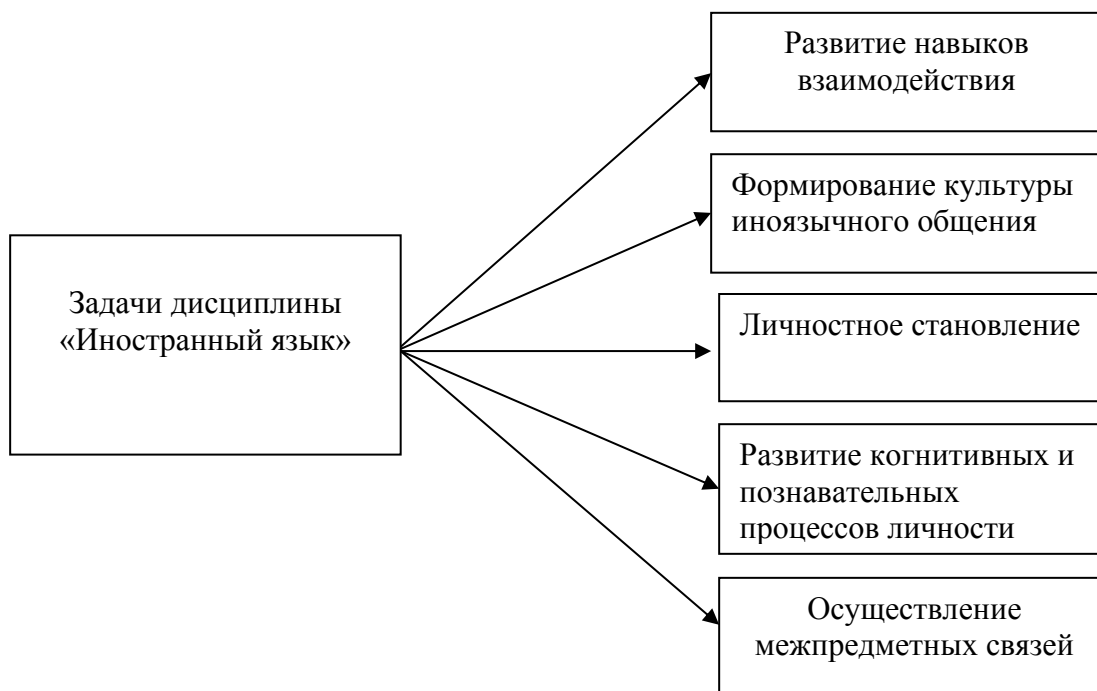 Задачи дисциплины
«Иностранный язык»
Развитие навыков
взаимодействия
Формирование культуры
иноязычного общения
Личностное становление
Развитие когнитивных и
познавательных
процессов личности
Осуществление
межпредметных связей